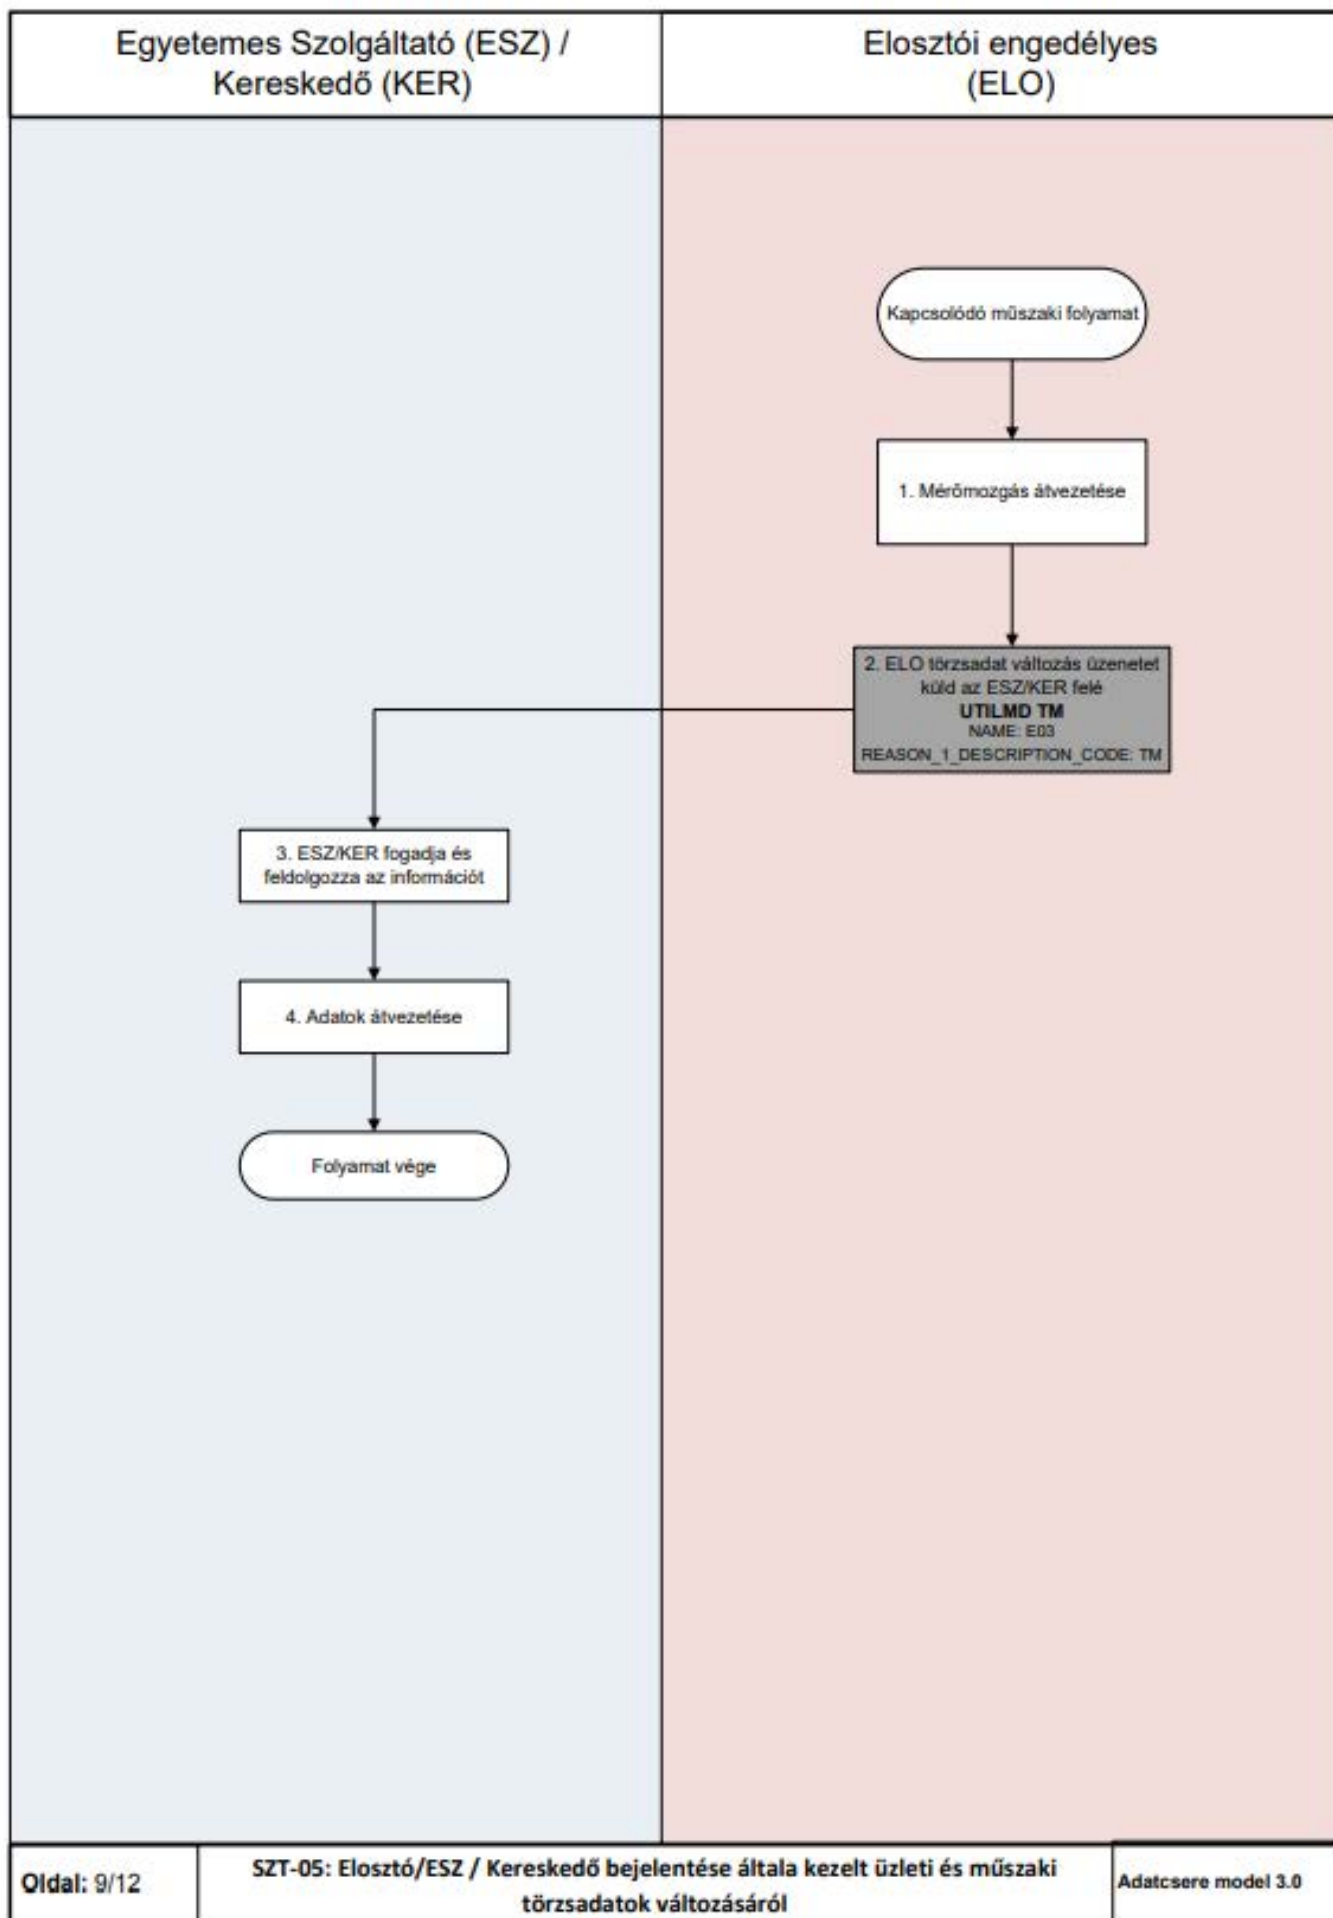 Egyetemes Szolgáltató (ESZ) /
Kereskedő (KER)
Elosztói engedélyes
(ELO)
Kapcsolódó műszaki folyamat
1. Mérőmozgás átvezetése
2. ELO törzsadat változás üzenetet
küld az ESZ/KER felé
UTILMD TM
NAME: E03
REASON_1_DESCRIPTION_CODE: TM
3. ESZ/KER fogadja és
feldolgozza az információt
4. Adatok átvezetése
Folyamat vége
Oldal: 9/12
SZT-05: Elosztó/ESZ / Kereskedő bejelentése általa kezelt üzleti és műszaki
törzsadatok változásáról
Adatcsere model 3.0